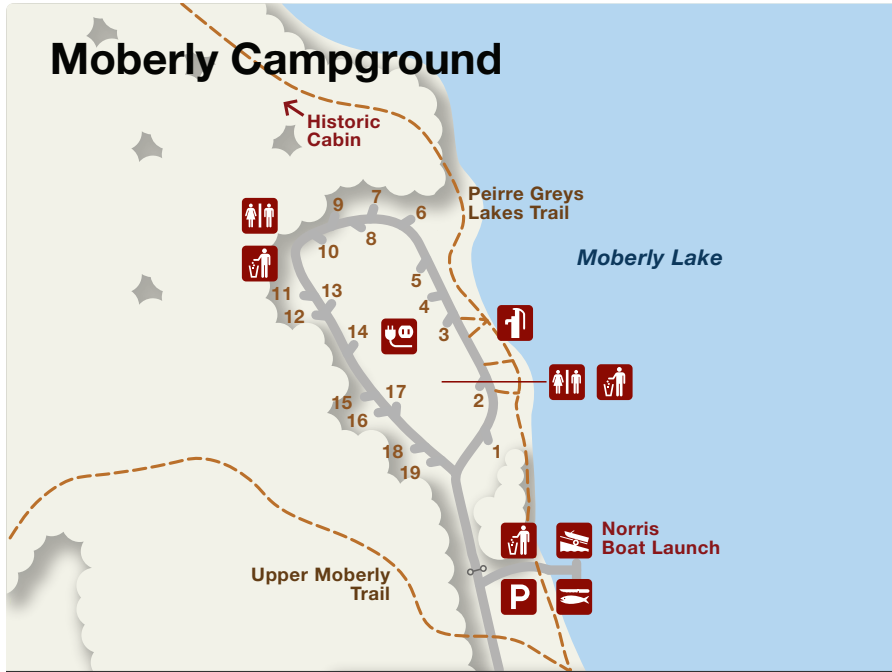 Moberly Campground
Historic
Cabin
Peirre Greys
Lakes Trail
Moberly Lake
9
7
6
8
10
5
11
13
4
12
3
14
17
15
2
16
18
1
19
Norris
Boat Launch
Upper Moberly
Trail
P